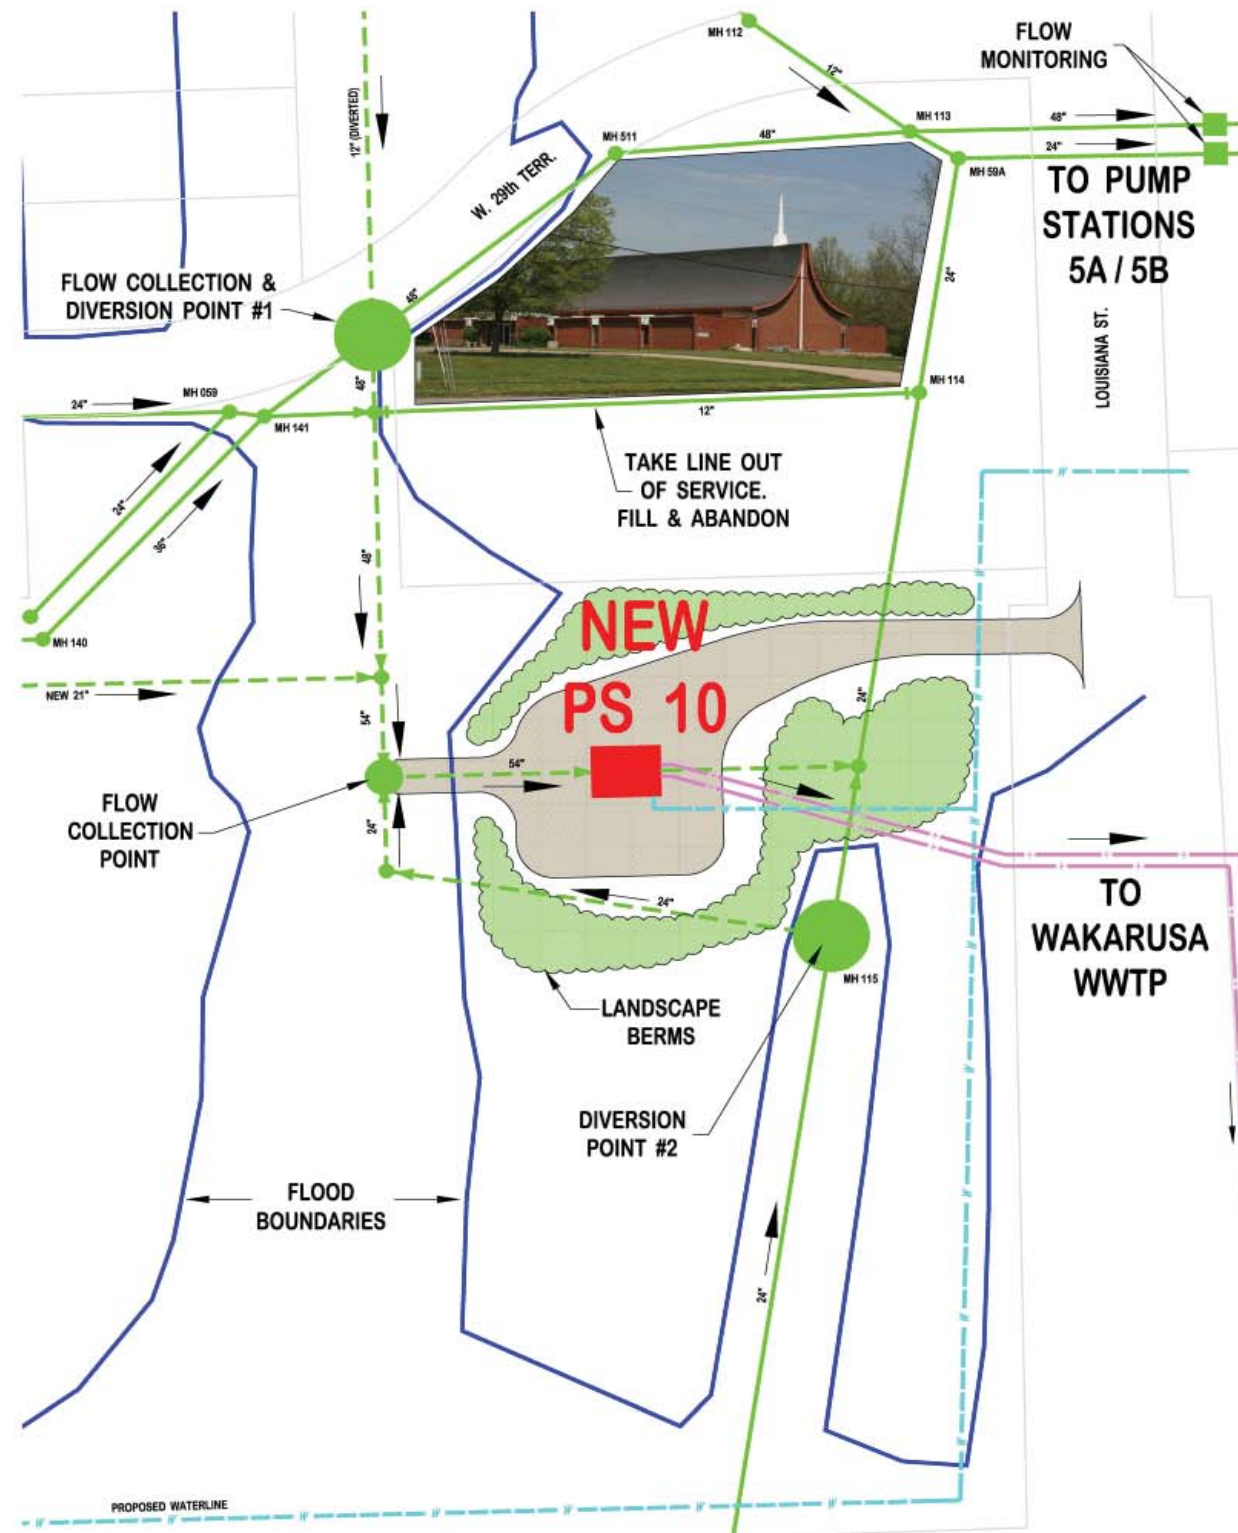 MH 112
FLOW
MONITORING
12"
12" (DIVERTED)
MH 113
48"
MH 511
48"
24"
MH 59A
W. 29th TERR.
TO PUMP
STATIONS
5A / 5B
FLOW COLLECTION &
DIVERSION POINT #1
48"
24"
LOUISIANA ST.
48"
MH 059
24"
MH 114
MH 141
12"
TAKE LINE OUT
OF SERVICE.
FILL & ABANDON
24"
36"
48"
MH 140
NEW
NEW 21"
PS 10
54"
24"
54"
FLOW
COLLECTION
POINT
24"
TO
WAKARUSA
WWTP
24"
MH 115
LANDSCAPE
BERMS
DIVERSION
POINT #2
FLOOD
BOUNDARIES
24"
PROPOSED WATERLINE
W